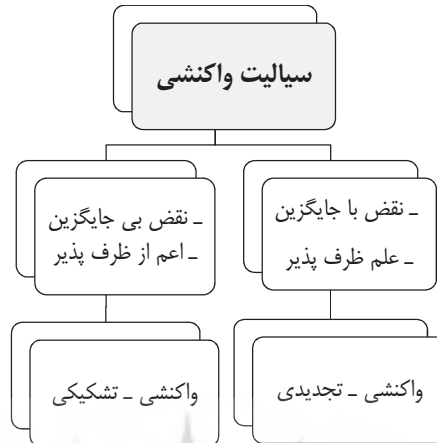 سیالیت واکنشی
ـ نقض با جایگزین
ـ علم ظرف پذیر
ـ نقض بی جایگزین
ـ اعم از ظرف پذیر
واکنشی ـ تجدیدی
واکنشی ـ تشکیکی